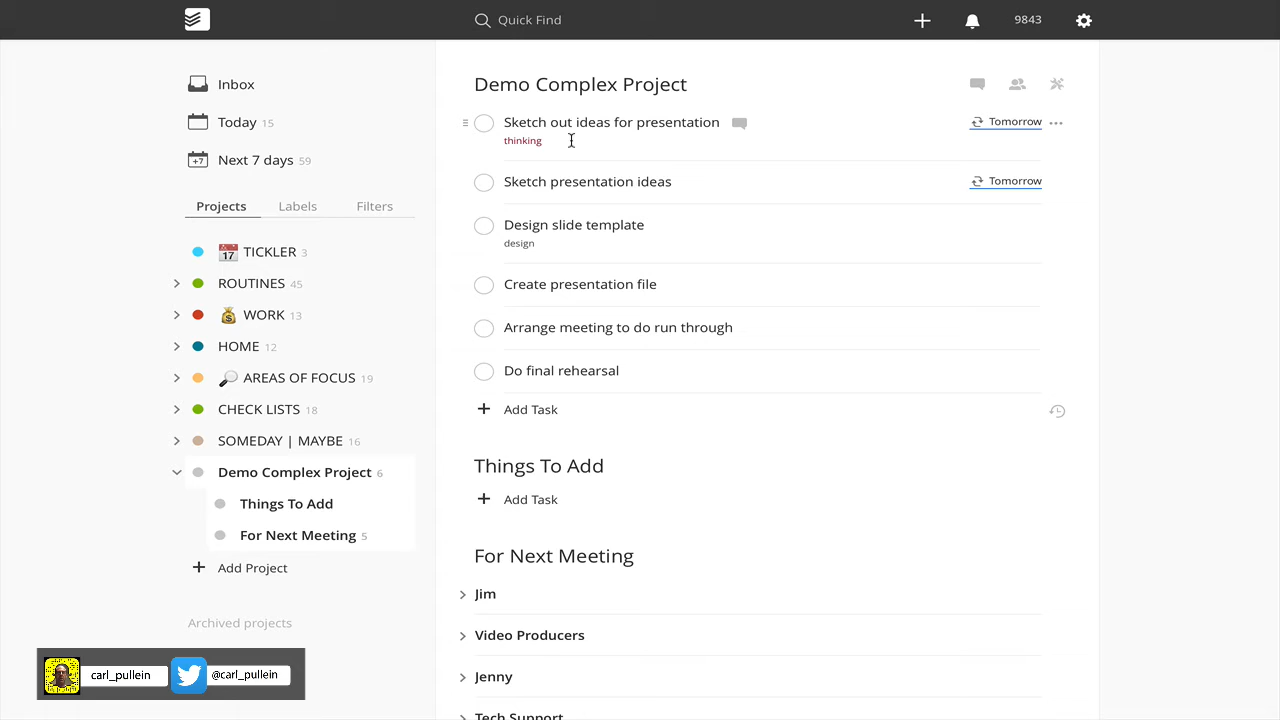 Quick Find
9843
Inbox
Today 15
+7 Next 7 days 59
Projects Labels Filters
17 TICKLER 3
ROUTINES 45
WORK 13
HOME 12
AREAS OF FOCUS 19
CHECK LISTS 18
SOMEDAY | MAYBE 16
Demo Complex Project 6
Things To Add
For Next Meeting 5
Add Project
Archived projects
carl_pullein
@carl_pullein
Demo Complex Project
Sketch out ideas for presentation Tomorrow
thinking
Sketch presentation ideas Tomorrow
Design slide template
design
Create presentation file
Arrange meeting to do run through
Do final rehearsal
Add Task
Things To Add
Add Task
For Next Meeting
Jim
Video Producers
Jenny
Tech Support